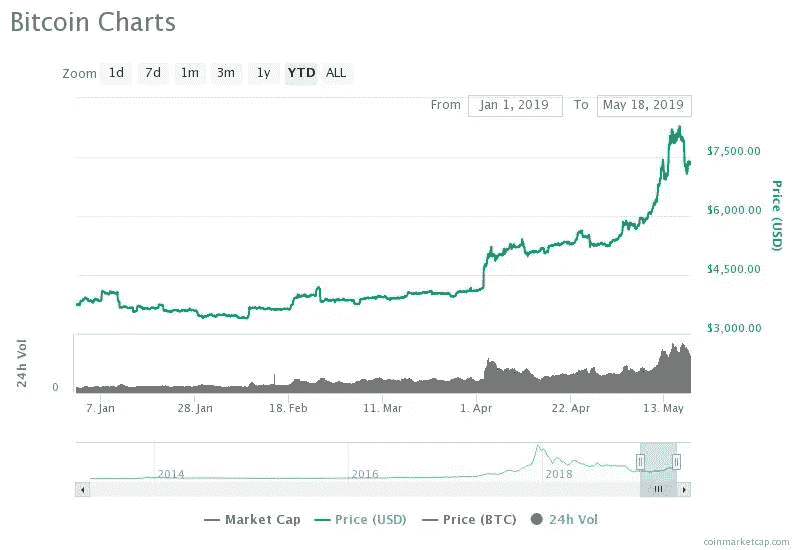 Bitcoin Charts
Zoom 1d 7d 1m 3m 1y YTD ALL
From Jan 1, 2019 To May 18, 2019
$7,500.00
$6,000.00
$4,500.00
$3,000.00
Price (USD)
24h Vol
0
7. Jan 28. Jan 18. Feb 11. Mar 1. Apr 22. Apr 13. May
2014 2016 2018
Market Cap Price (USD) Price (BTC) 24h Vol
coinmarketcap.com